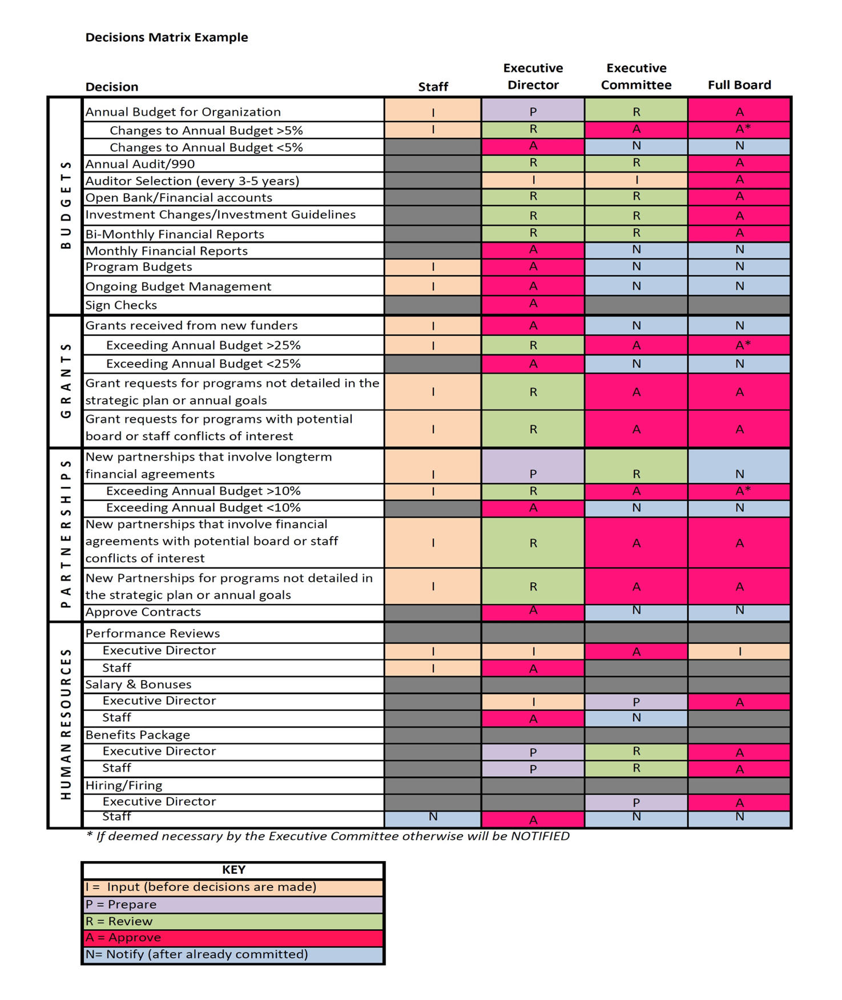 Decisions Matrix Example
Executive Executive
Decision Staff Director Committee Full Board
BUDGETS
Annual Budget for Organization I P R A
Changes to Annual Budget >5% I R A A*
Changes to Annual Budget <5% A N N
Annual Audit/990 R R A
Auditor Selection (every 3-5 years) I I A
Open Bank/Financial accounts R R A
Investment Changes/Investment Guidelines R R A
Bi-Monthly Financial Reports R R A
Monthly Financial Reports A N N
Program Budgets I A N N
Ongoing Budget Management I A N N
Sign Checks A
GRANTS
Grants received from new funders I A N N
Exceeding Annual Budget >25% I R A A*
Exceeding Annual Budget <25% A N N
Grant requests for programs not detailed in the
strategic plan or annual goals I R A A
Grant requests for programs with potential
board or staff conflicts of interest I R A A
PARTNERSHIPS
New partnerships that involve longterm
financial agreements I P R N
Exceeding Annual Budget >10% I R A A*
Exceeding Annual Budget <10% A N N
New partnerships that involve financial
agreements with potential board or staff I R A A
conflicts of interest
New Partnerships for programs not detailed in
the strategic plan or annual goals I R A A
Approve Contracts A N N
HUMAN RESOURCES
Performance Reviews
Executive Director I I A I
Staff I A
Salary & Bonuses
Executive Director I P A
Staff A N
Benefits Package
Executive Director P R A
Staff P R A
Hiring/Firing
Executive Director P A
Staff N A N N
* If deemed necessary by the Executive Committee otherwise will be NOTIFIED
KEY
I = Input (before decisions are made)
P = Prepare
R = Review
A = Approve
N= Notify (after already committed)